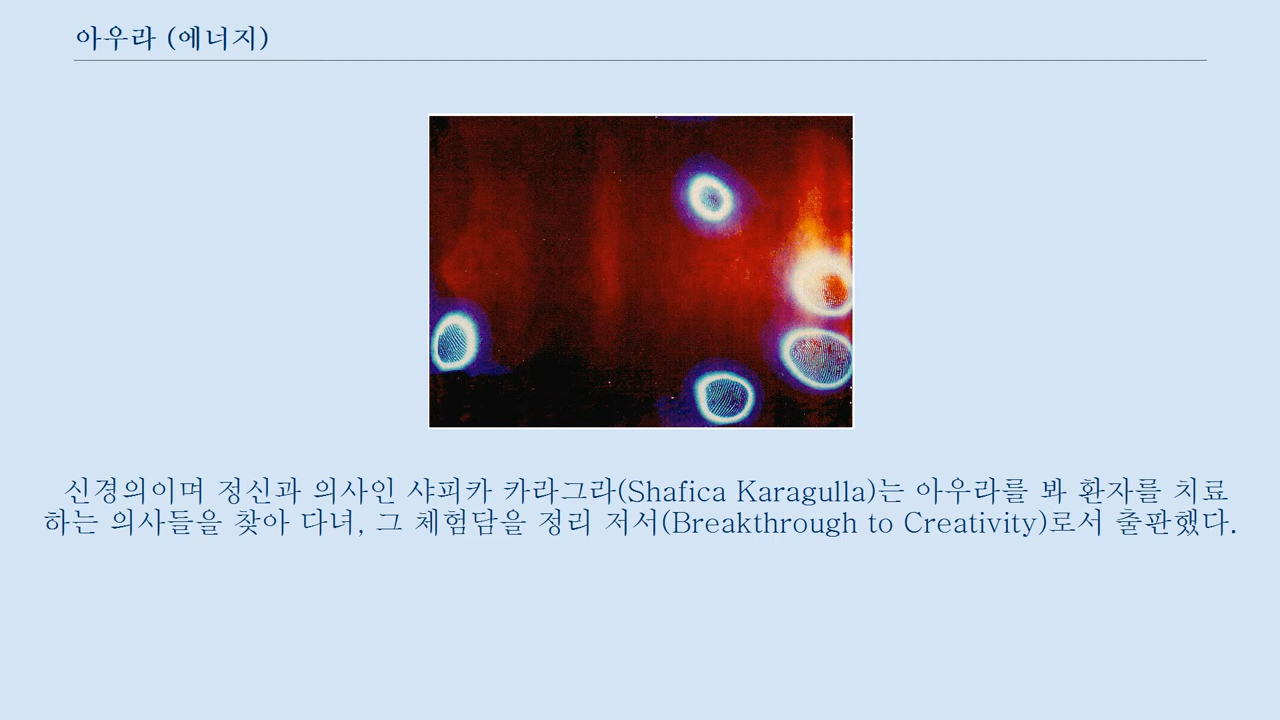 아우라 (에너지)
신경의이며 정신과 의사인 샤피카 카라그라(Shafica Karagulla)는 아우라를 봐 환자를 치료
하는 의사들을 찾아 다녀, 그 체험담을 정리 저서(Breakthrough to Creativity)로서 출판했다.